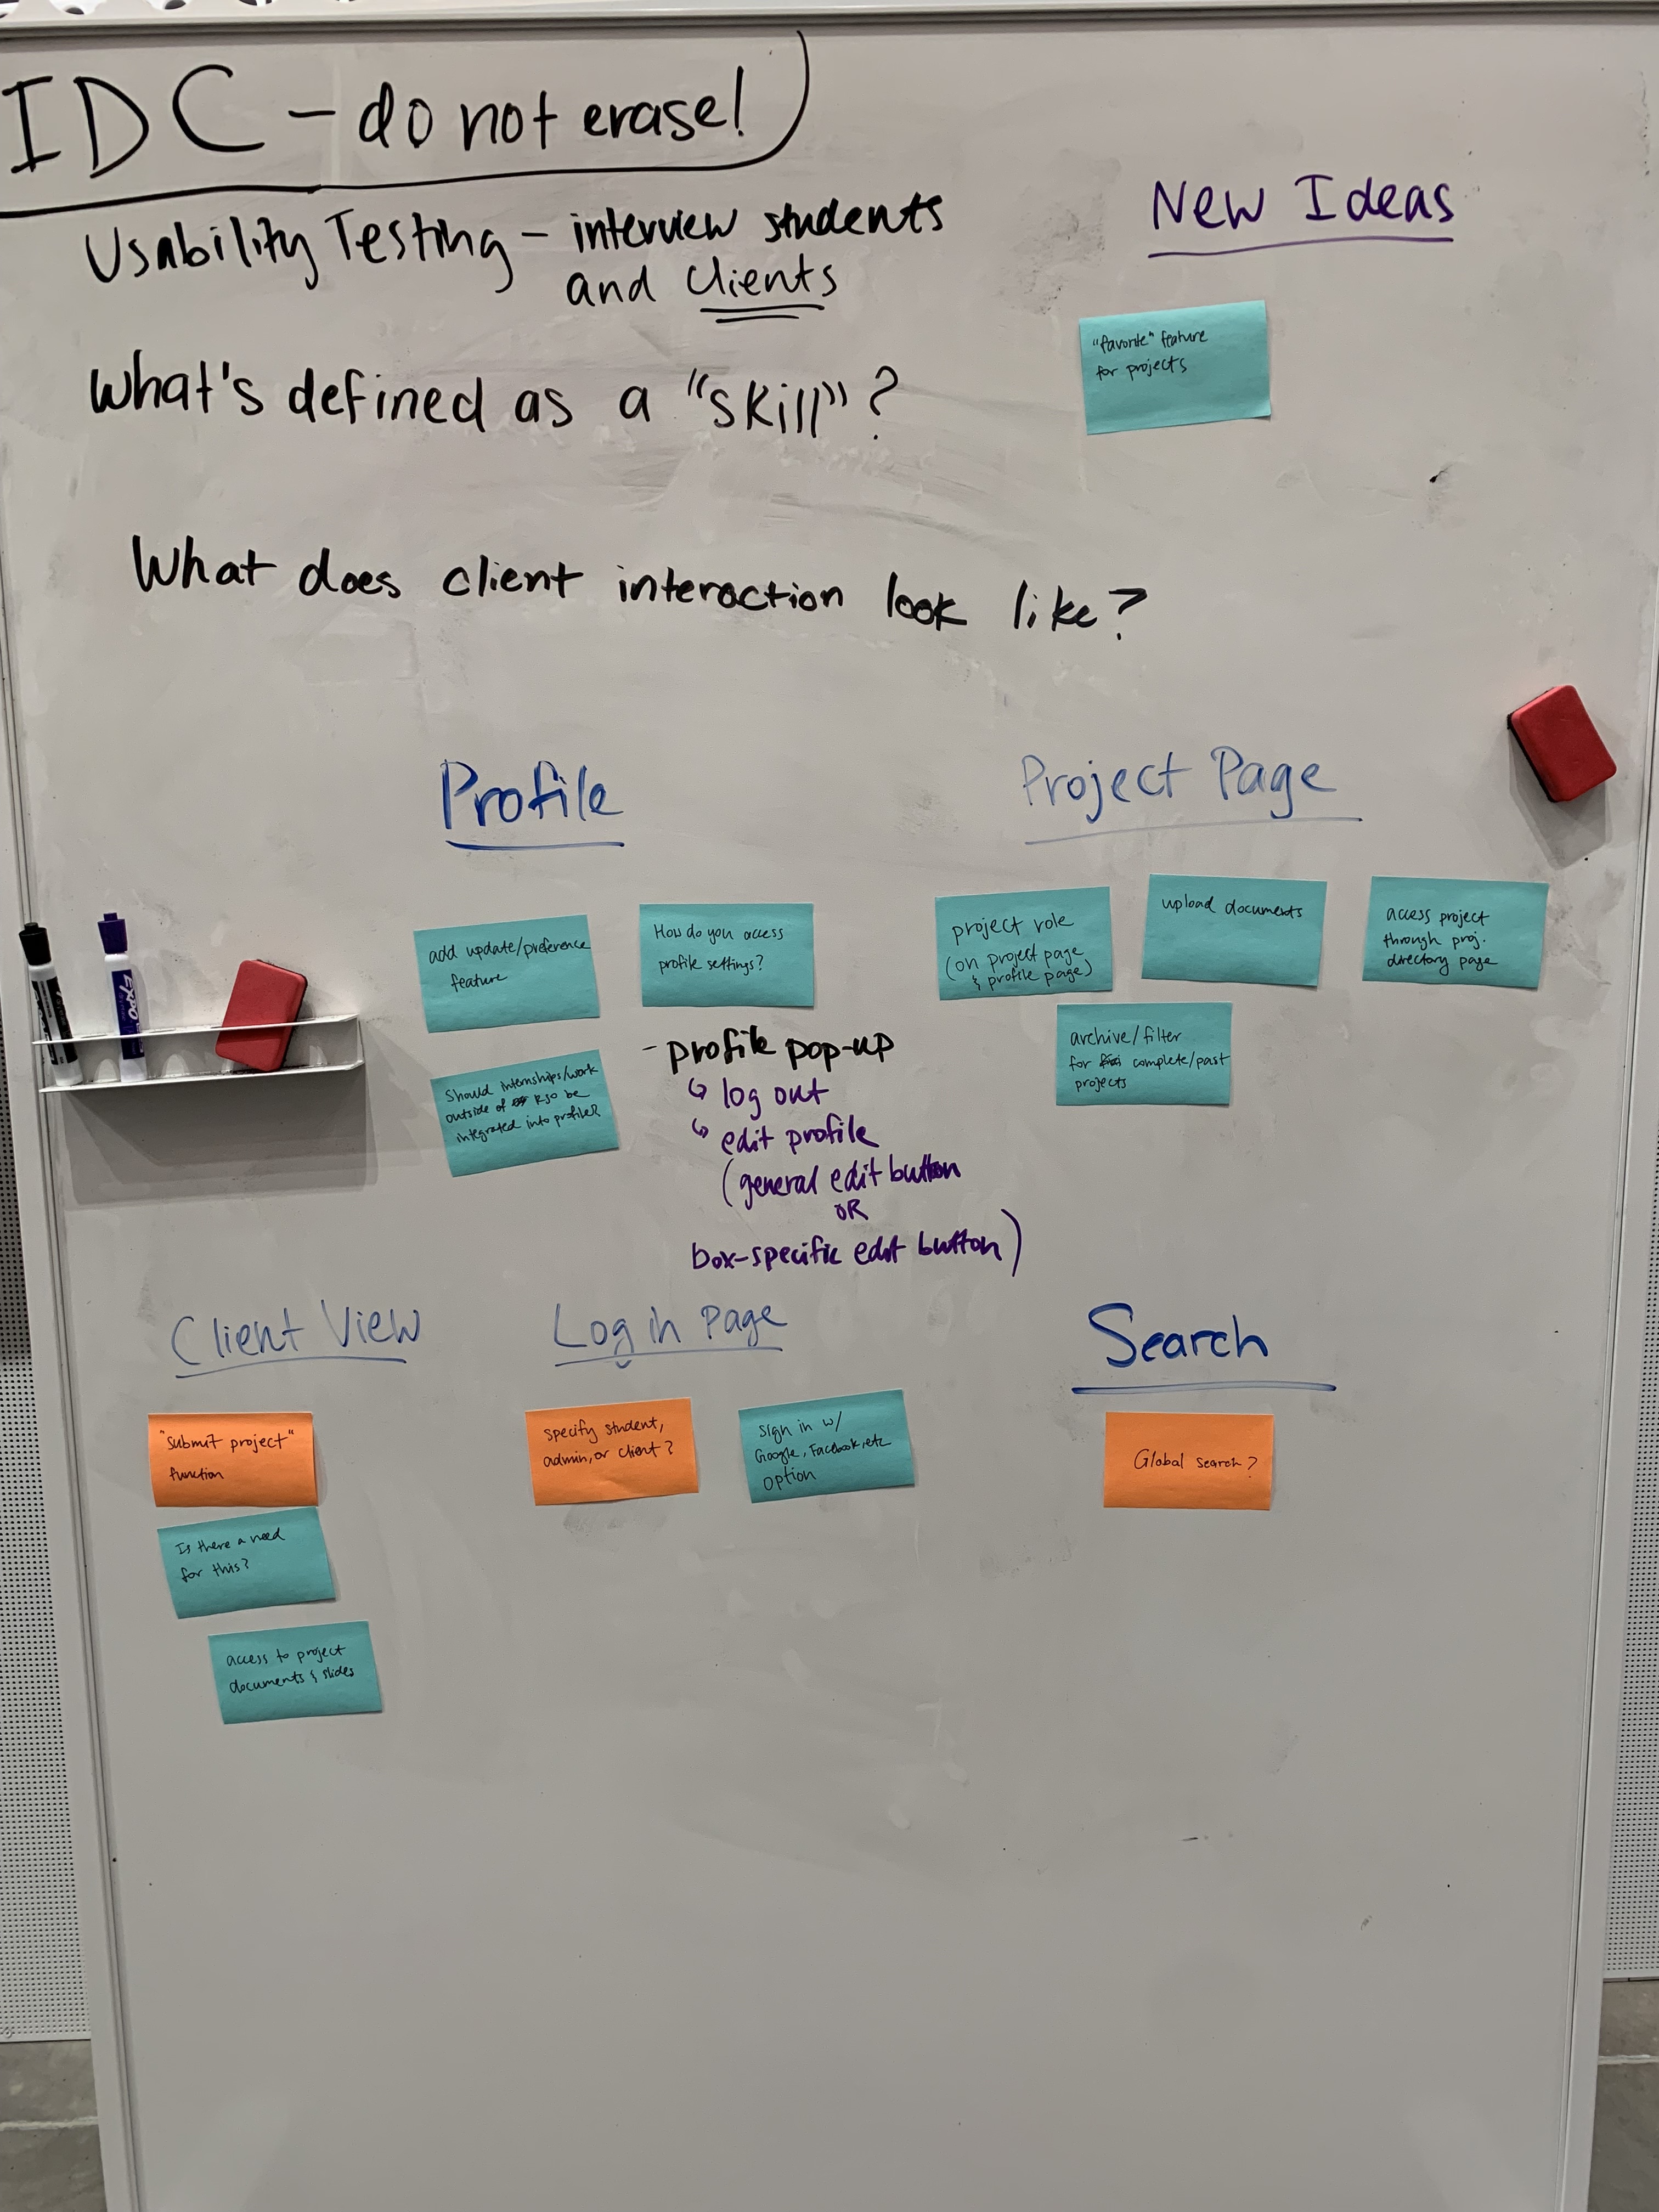 IDC - do not erase!
Usability Testing - interview students
and clients
What's defined as a "skill"?
What does client interaction look like?
New Ideas
"favorite" feature
for projects
Profile
add update/preference
feature
How do you access
profile settings?
Should internships/work
outside of RSO be
integrated into profile?
- profile pop-up
↳ log out
↳ edit profile
(general edit button
OR
box-specific edit button)
Project Page
project role
(on project page
& profile page)
upload documents
access project
through proj.
directory page
archive/filter
for complete/past
projects
Client View
"submit project"
function
Is there a need
for this?
access to project
documents & slides
Log in Page
specify student,
admin, or client?
sign in w/
Google, Facebook, etc
option
Search
Global search?
EXPO